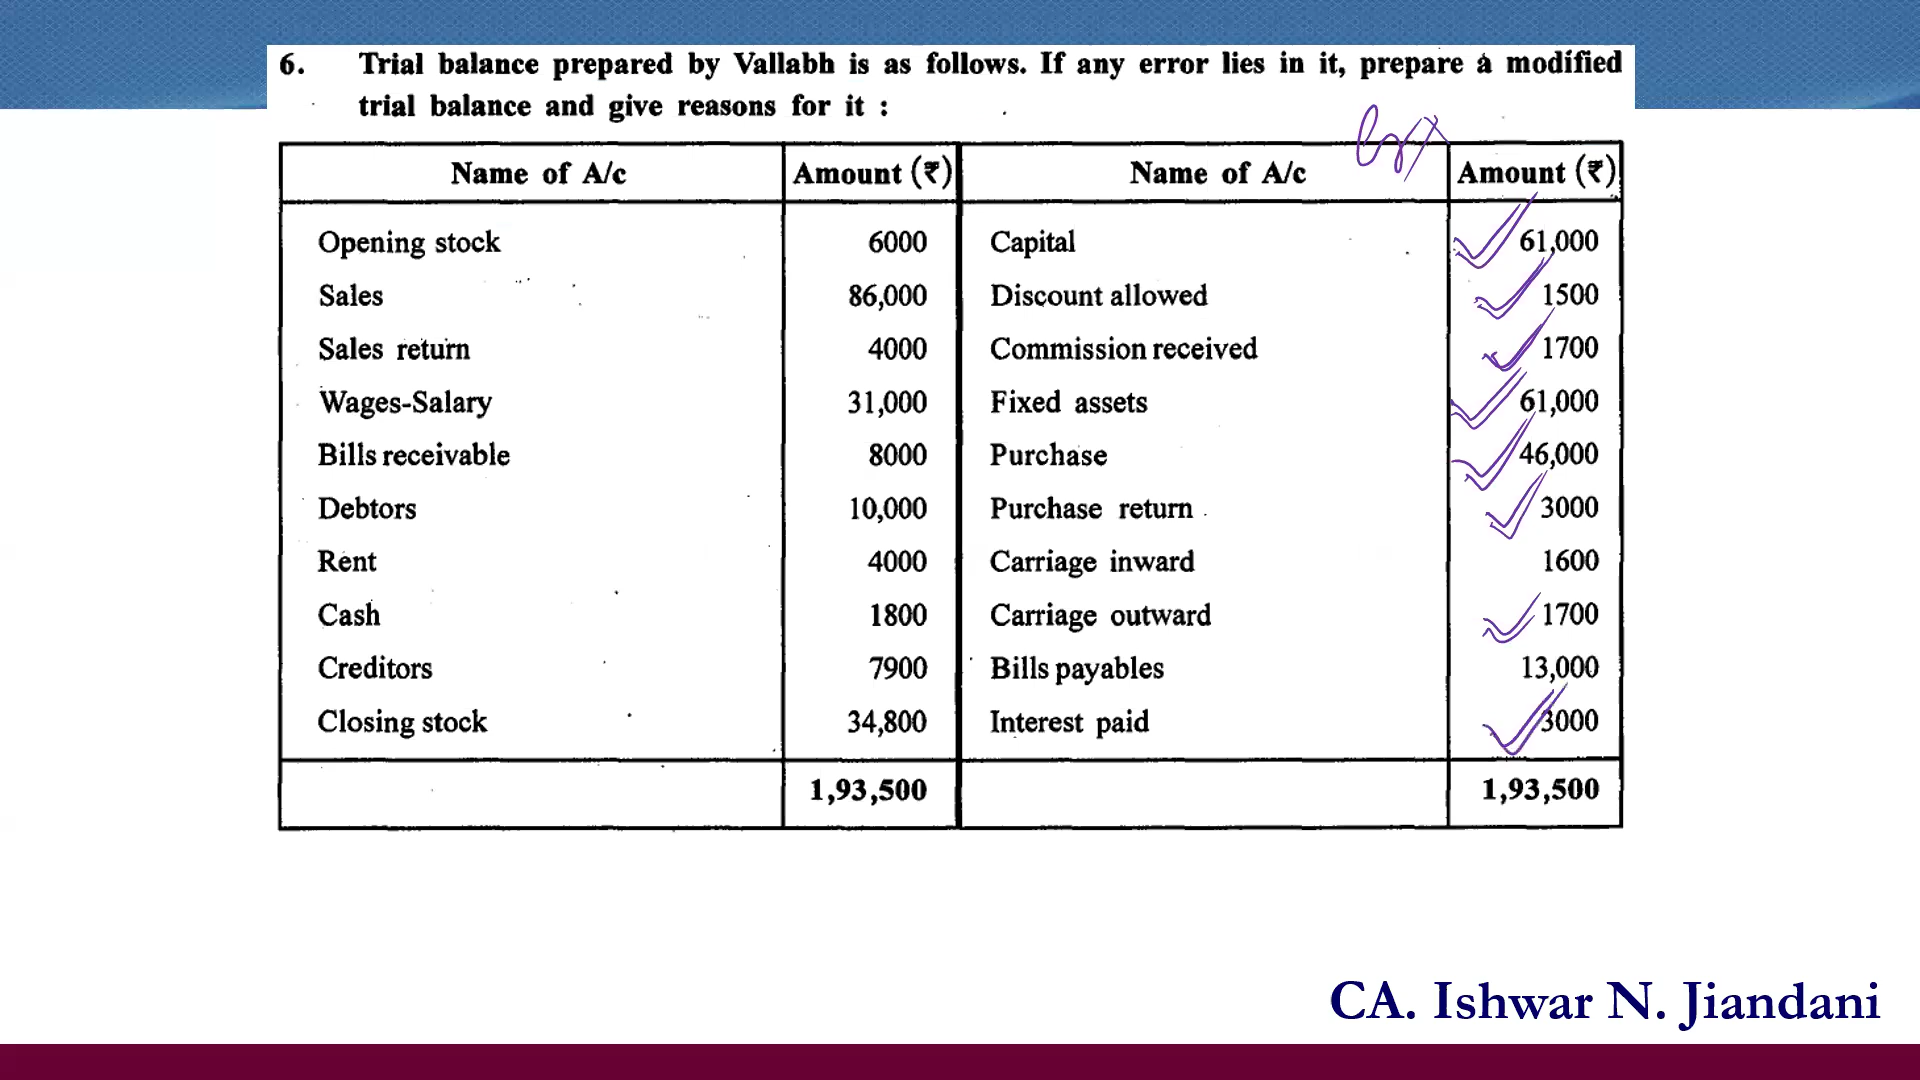 6. Trial balance prepared by Vallabh is as follows. If any error lies in it, prepare a modified
trial balance and give reasons for it :
Name of A/c Amount (₹) Name of A/c Amount (₹)
Opening stock 6000 Capital 61,000
Sales 86,000 Discount allowed 1500
Sales return 4000 Commission received 1700
Wages-Salary 31,000 Fixed assets 61,000
Bills receivable 8000 Purchase 46,000
Debtors 10,000 Purchase return 3000
Rent 4000 Carriage inward 1600
Cash 1800 Carriage outward 1700
Creditors 7900 Bills payables 13,000
Closing stock 34,800 Interest paid 3000
1,93,500 1,93,500
CA. Ishwar N. Jiandani